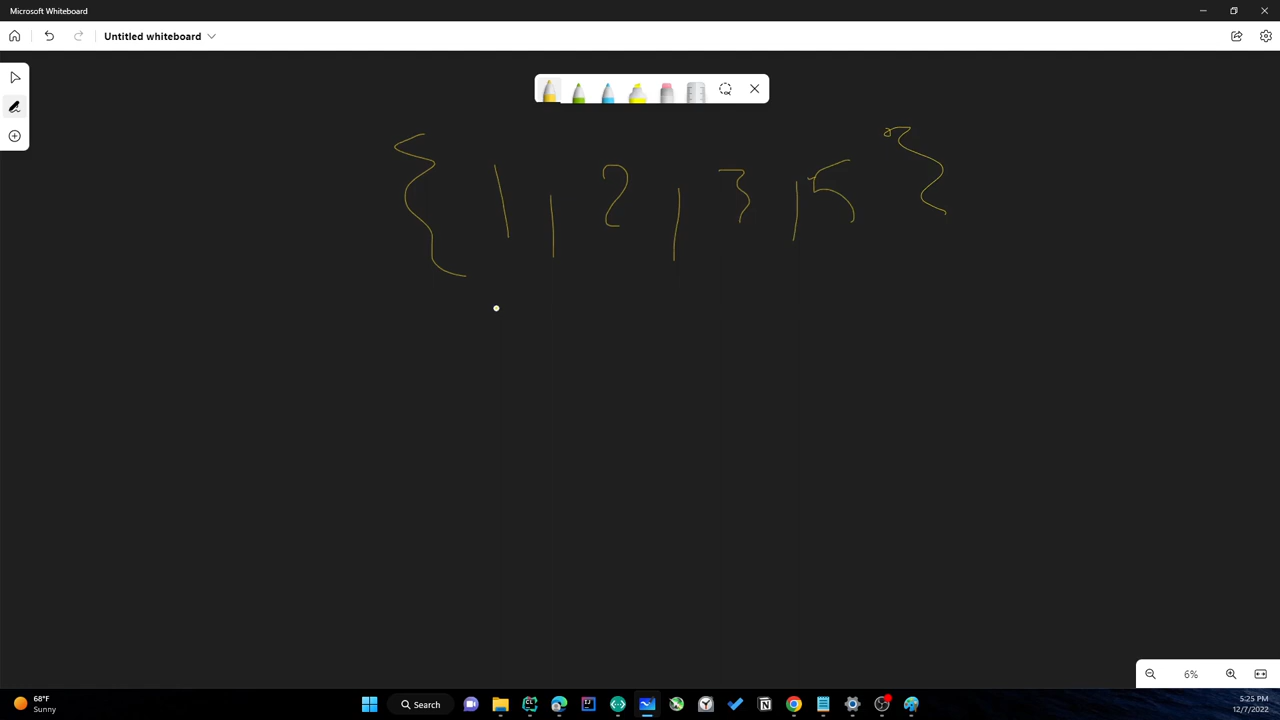 Microsoft Whiteboard
Untitled whiteboard
{ 1 , 2 , 3 , 5 }
6%
68°F
Sunny
Search
5:25 PM
12/7/2022